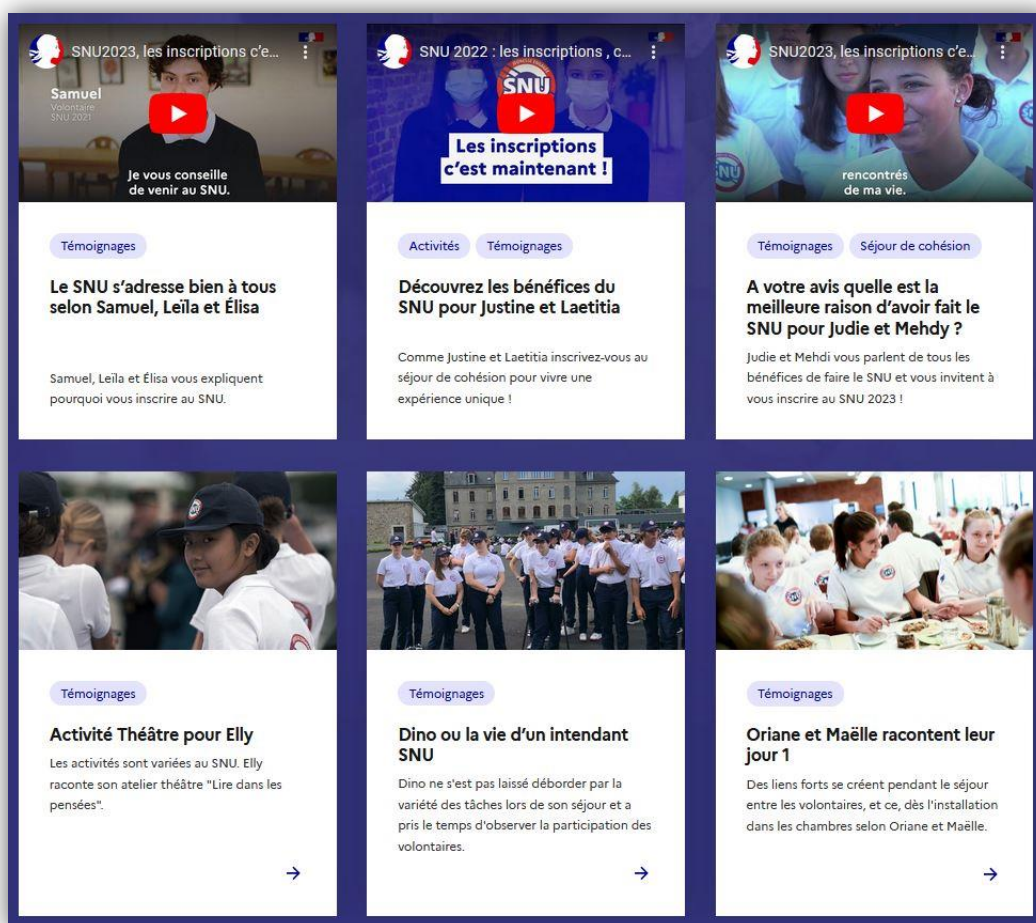 SNU2023, les inscriptions c'e...
Samuel
Volontaire
SNU 2021
Je vous conseille
de venir au SNU.
Témoignages
Le SNU s'adresse bien à tous
selon Samuel, Leïla et Élisa
Samuel, Leïla et Élisa vous expliquent
pourquoi vous inscrire au SNU.
SNU 2022 : les inscriptions , c...
SNU
Les inscriptions
c'est maintenant !
Activités Témoignages
Découvrez les bénéfices du
SNU pour Justine et Laetitia
Comme Justine et Laetitia inscrivez-vous au
séjour de cohésion pour vivre une
expérience unique !
SNU2023, les inscriptions c'e...
rencontrés
de ma vie.
Témoignages Séjour de cohésion
A votre avis quelle est la
meilleure raison d'avoir fait le
SNU pour Judie et Mehdy ?
Judie et Mehdi vous parlent de tous les
bénéfices de faire le SNU et vous invitent à
vous inscrire au SNU 2023 !
Témoignages
Activité Théâtre pour Elly
Les activités sont variées au SNU. Elly
raconte son atelier théâtre "Lire dans les
pensées".
Témoignages
Dino ou la vie d'un intendant
SNU
Dino ne s'est pas laissé déborder par la
variété des tâches lors de son séjour et a
pris le temps d'observer la participation des
volontaires.
Témoignages
Oriane et Maëlle racontent leur
jour 1
Des liens forts se créent pendant le séjour
entre les volontaires, et ce, dès l'installation
dans les chambres selon Oriane et Maëlle.